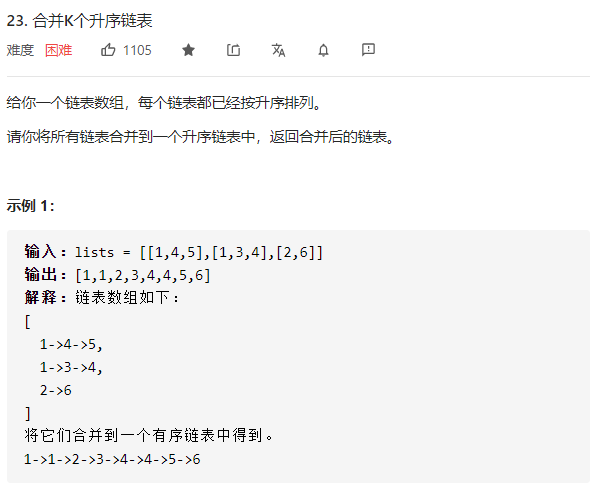 23. 合并K个升序链表
难度 困难 1105
给你一个链表数组，每个链表都已经按升序排列。
请你将所有链表合并到一个升序链表中，返回合并后的链表。
示例 1：
输入：lists = [[1,4,5],[1,3,4],[2,6]]
输出：[1,1,2,3,4,4,5,6]
解释：链表数组如下：
[
  1->4->5,
  1->3->4,
  2->6
]
将它们合并到一个有序链表中得到。
1->1->2->3->4->4->5->6